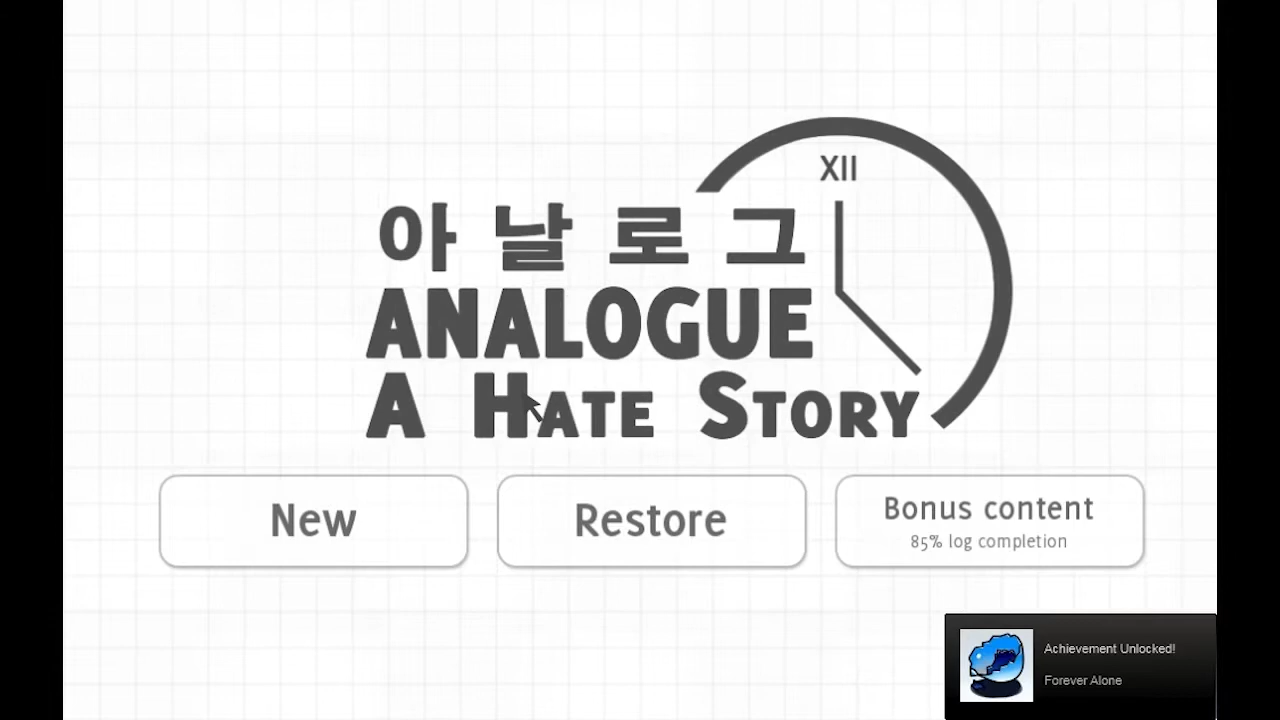 XII
아날로그
ANALOGUE
A HATE STORY
New
Restore
Bonus content
85% log completion
Achievement Unlocked!
Forever Alone